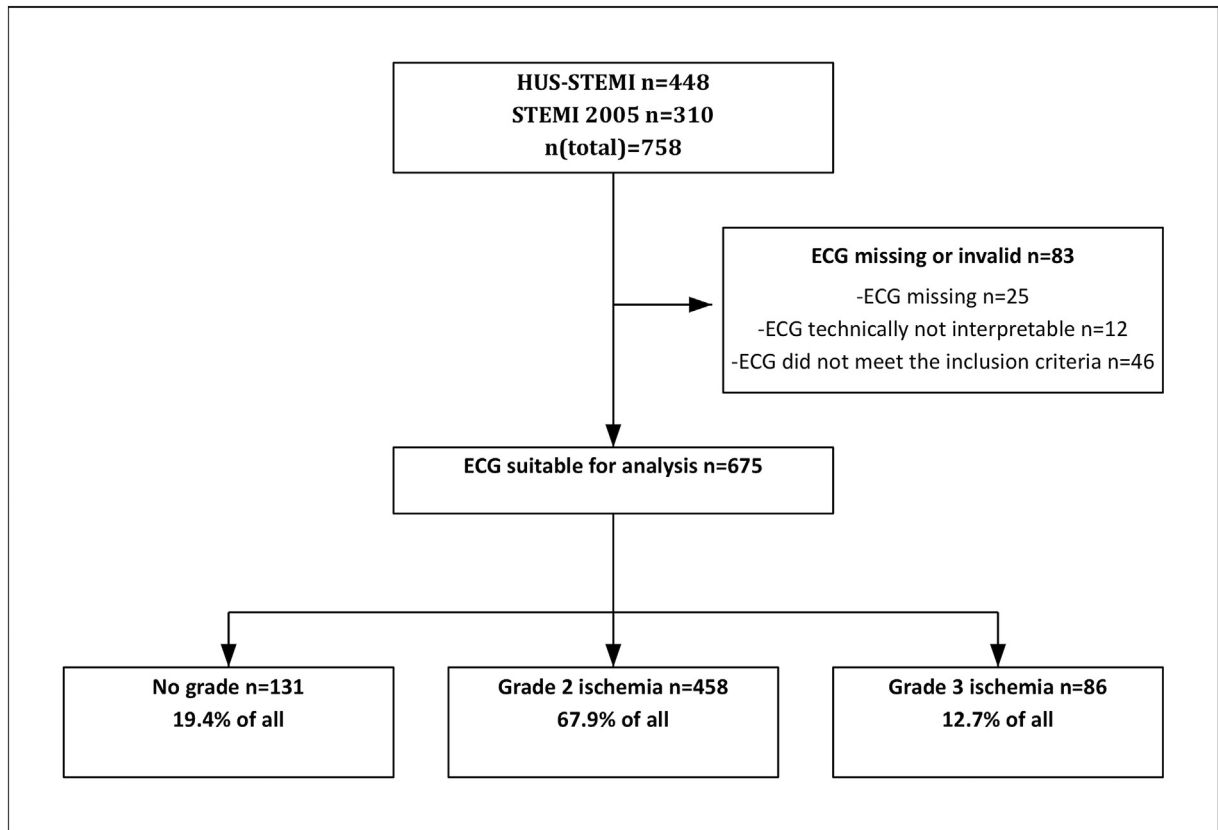 HUS-STEMI n=448
STEMI 2005 n=310
n(total)=758
ECG missing or invalid n=83
-ECG missing n=25
-ECG technically not interpretable n=12
-ECG did not meet the inclusion criteria n=46
ECG suitable for analysis n=675
No grade n=131
19.4% of all
Grade 2 ischemia n=458
67.9% of all
Grade 3 ischemia n=86
12.7% of all